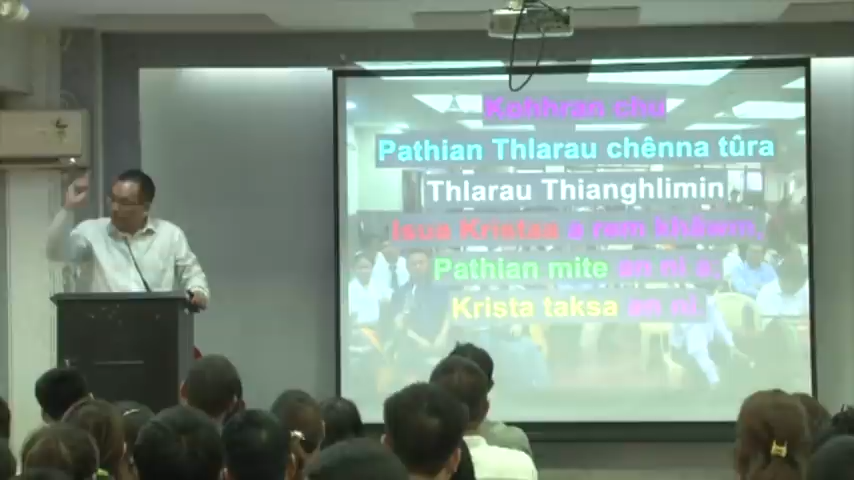 Kohhran chu
Pathian Thlarau chênna tûra
Thlarau Thianghlimin
Isua Kristaa a rem khâwm,
Pathian mite an ni a.
Krista taksa an ni.